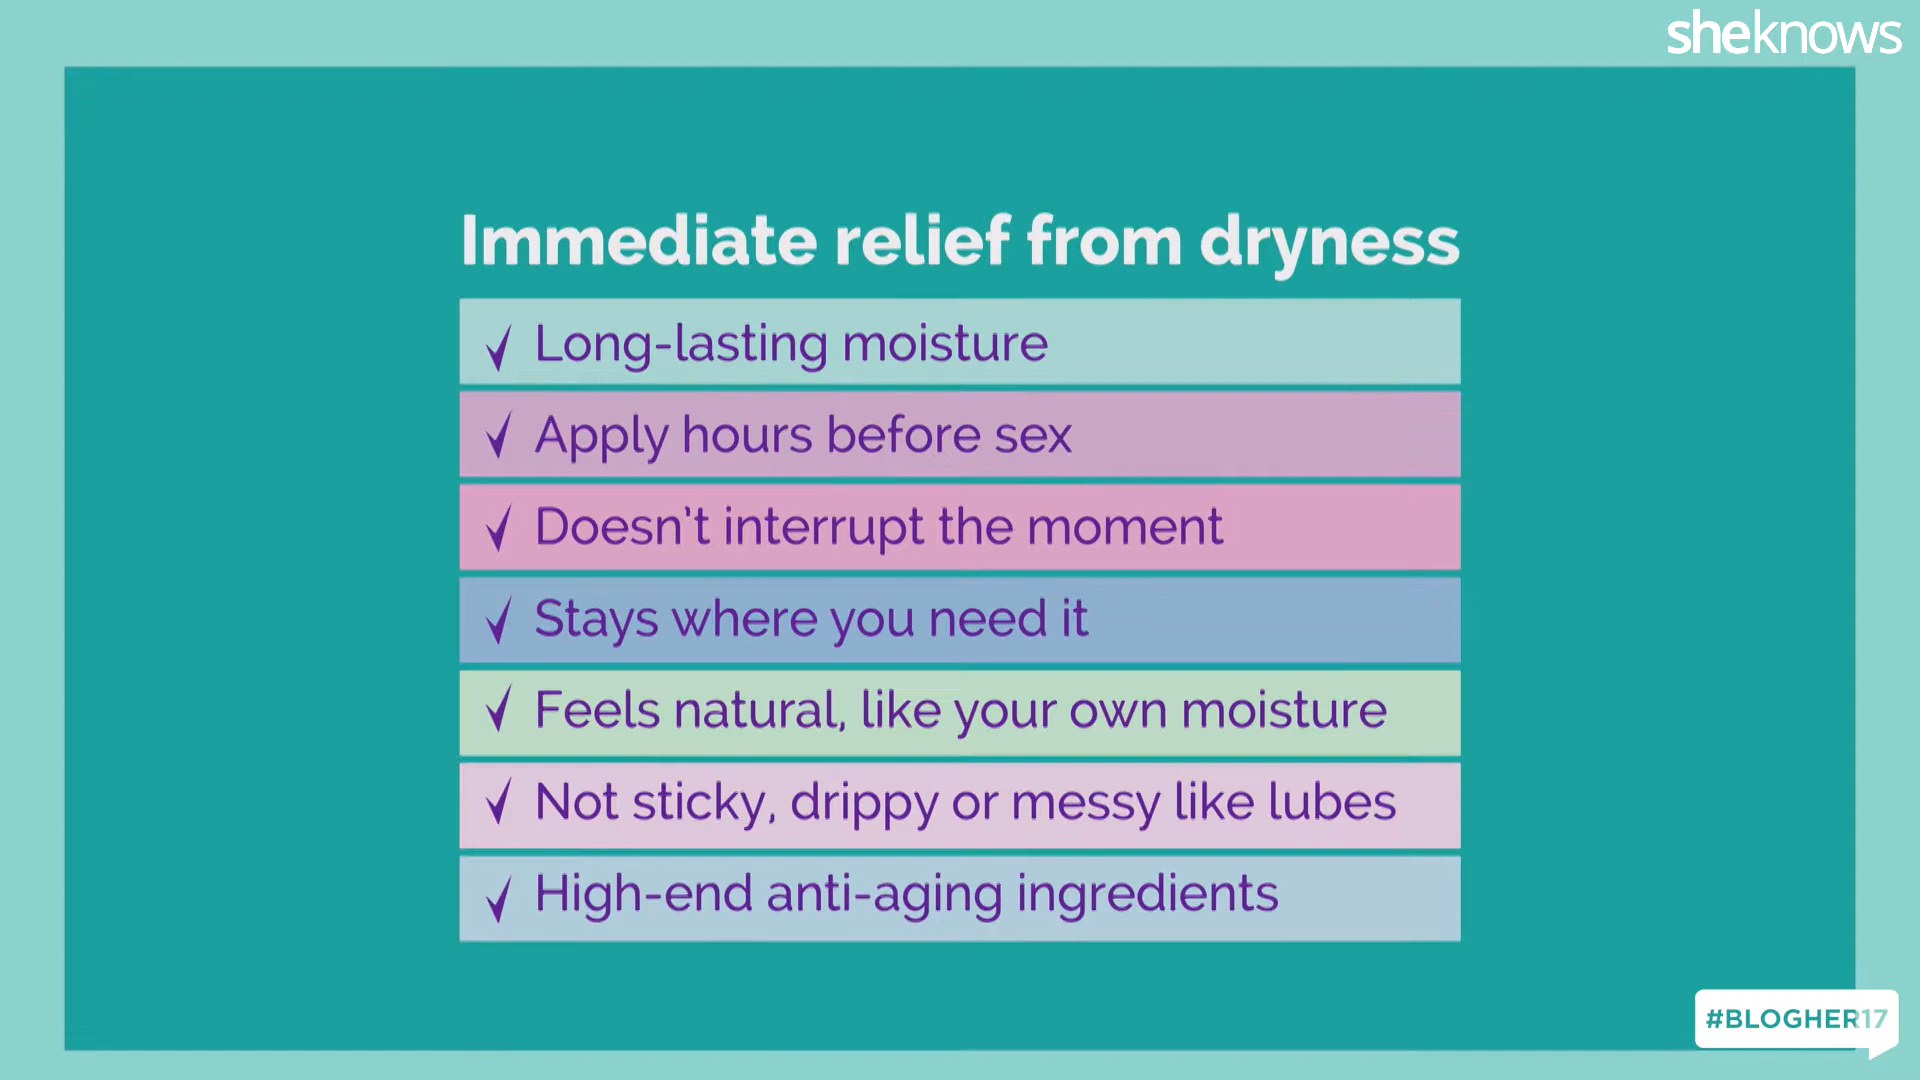 sheknows
Immediate relief from dryness
✓ Long-lasting moisture
✓ Apply hours before sex
✓ Doesn't interrupt the moment
✓ Stays where you need it
✓ Feels natural, like your own moisture
✓ Not sticky, drippy or messy like lubes
✓ High-end anti-aging ingredients
#BLOGHER17